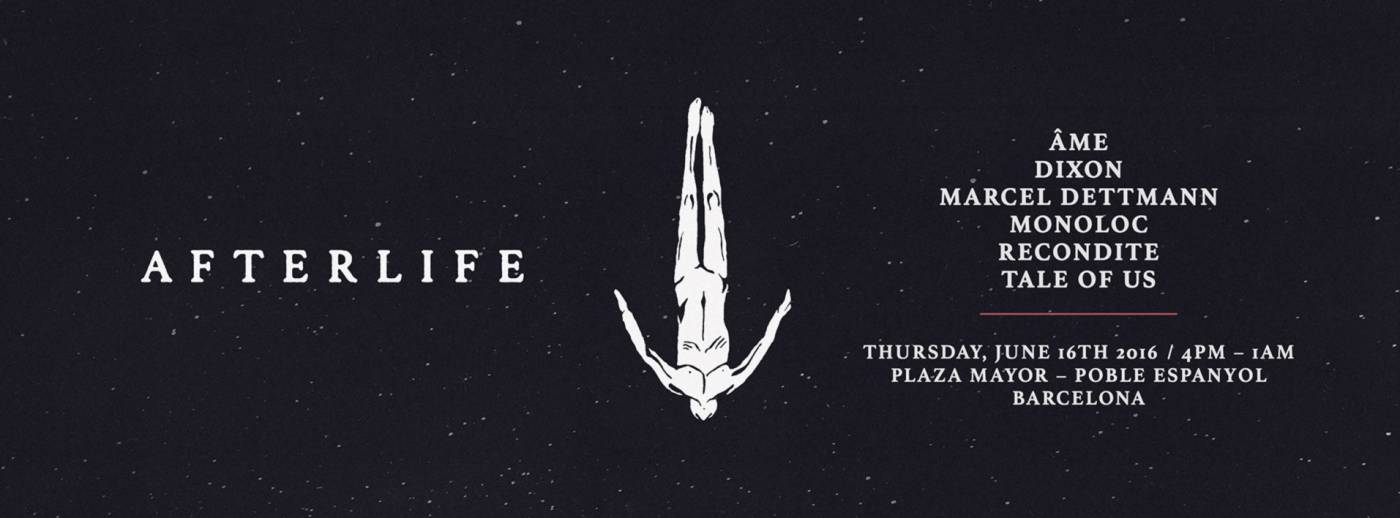 AFTERLIFE
ÂME
DIXON
MARCEL DETTMANN
MONOLOC
RECONDITE
TALE OF US
THURSDAY, JUNE 16TH 2016 / 4PM – 1AM
PLAZA MAYOR – POBLE ESPANYOL
BARCELONA